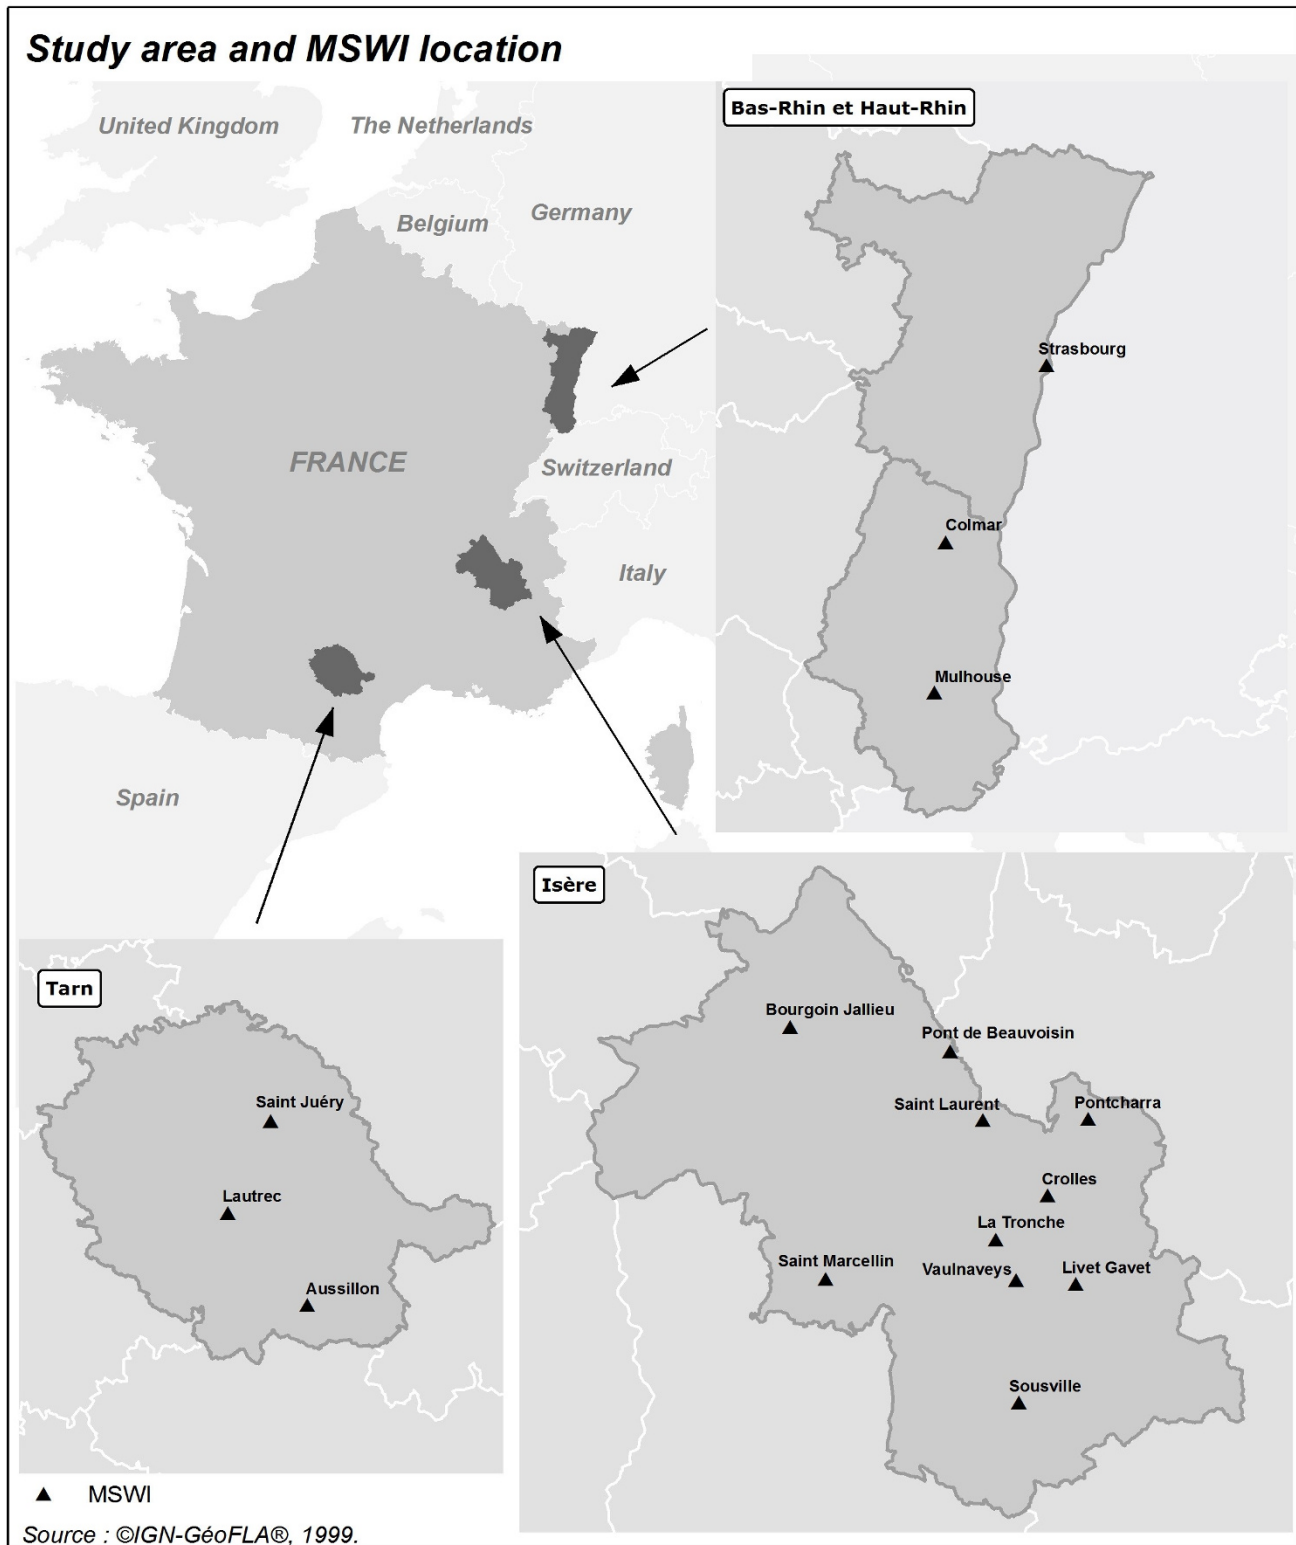 Study area and MSWI location
United Kingdom
The Netherlands
Belgium
Germany
FRANCE
Switzerland
Italy
Spain
Bas-Rhin et Haut-Rhin
Strasbourg
Colmar
Mulhouse
Tarn
Saint Juéry
Lautrec
Aussillon
Isère
Bourgoin Jallieu
Pont de Beauvoisin
Saint Laurent
Pontcharra
Crolles
La Tronche
Saint Marcellin
Vaulnaveys
Livet Gavet
Sousville
MSWI
Source : ©IGN-GéoFLA®, 1999.